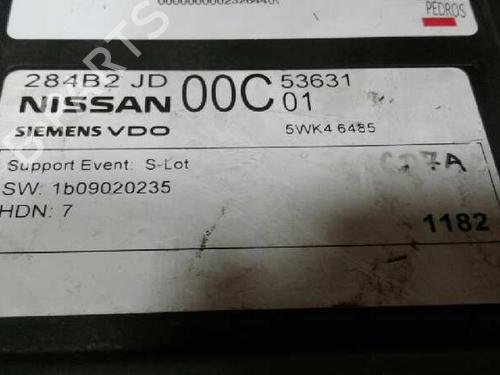 PEDROS
284B2 JD 00C 53631
NISSAN 01
SIEMENS VDO 5WK4 6485
Support Event: S-Lot
SW: 1b09020235
HDN: 7
1182
B-PARTS